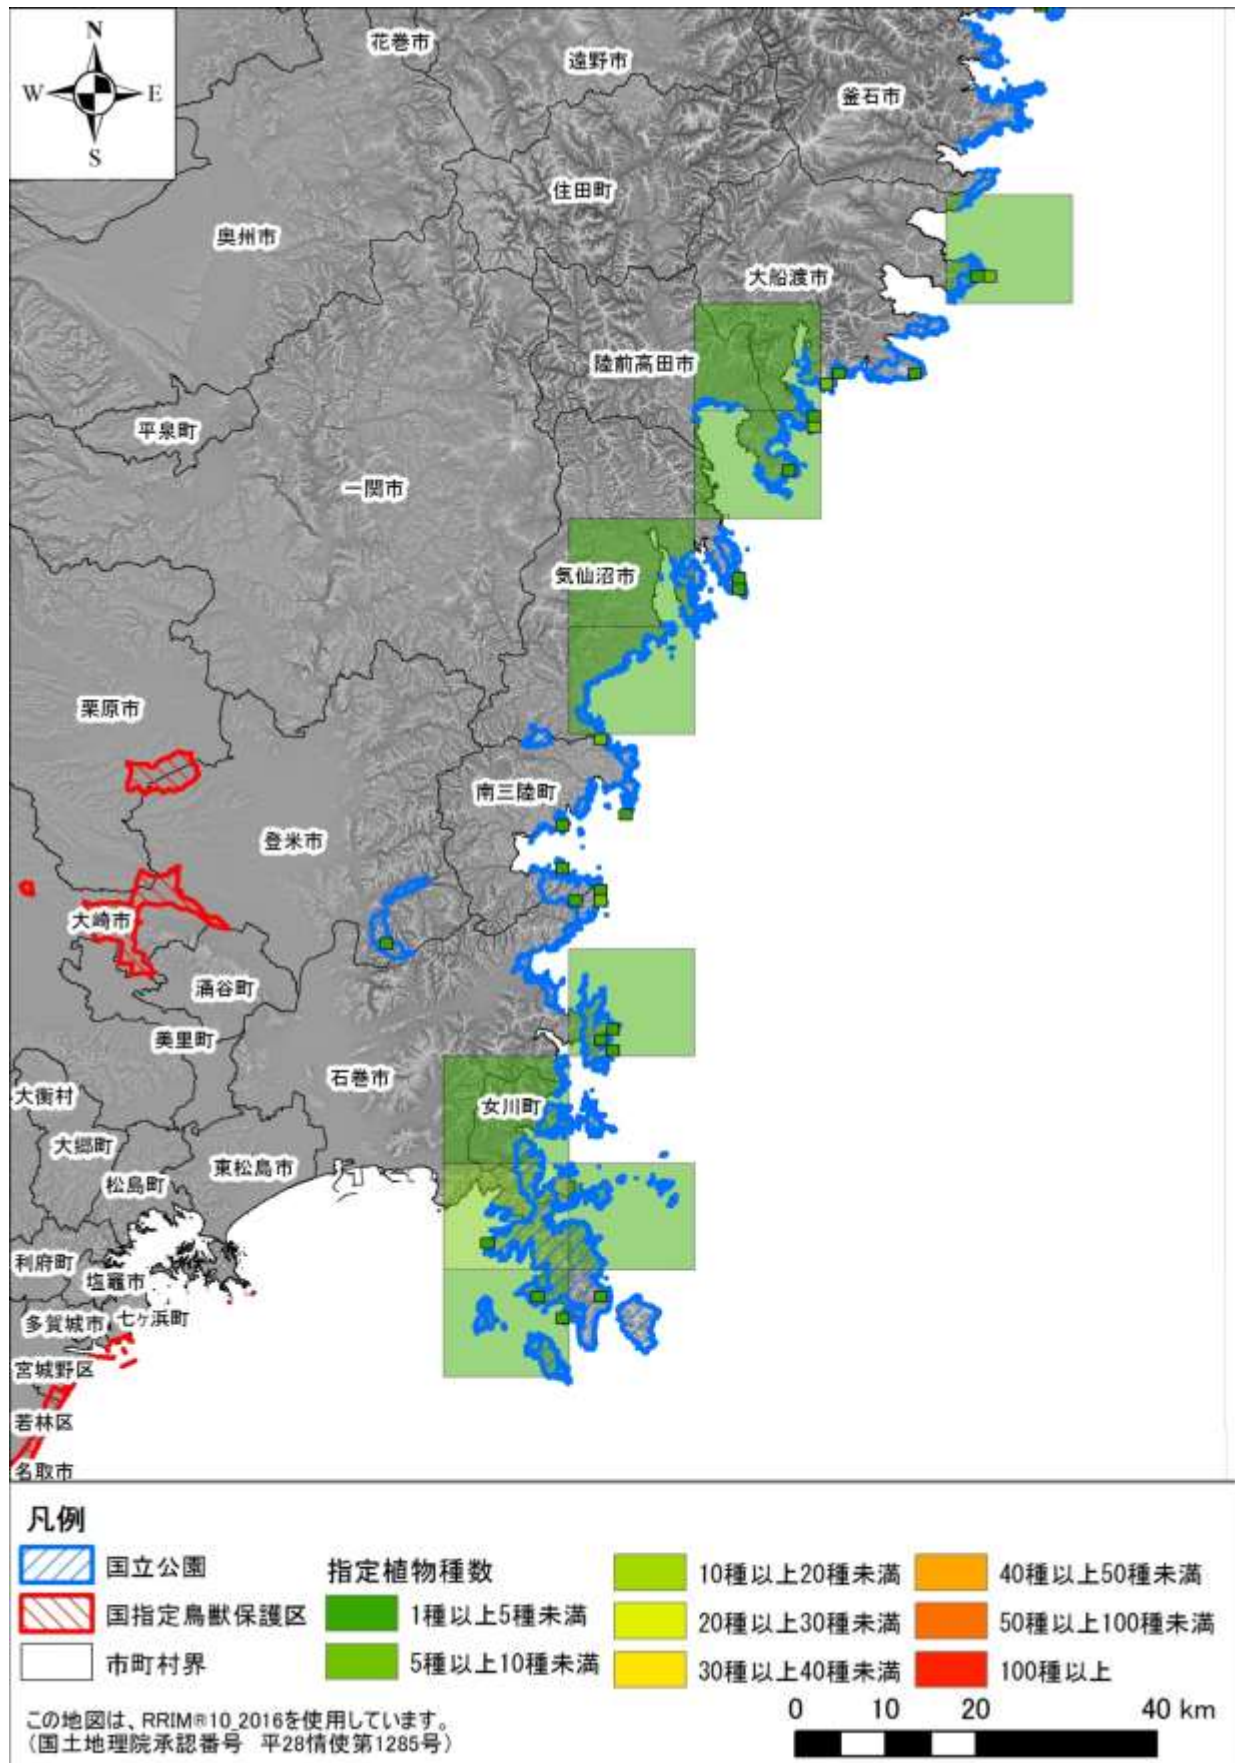 N
W E
S
花巻市
遠野市
釜石市
住田町
奥州市
大船渡市
陸前高田市
平泉町
一関市
気仙沼市
栗原市
南三陸町
登米市
大崎市
涌谷町
美里町
石巻市
大衡村
女川町
大郷町
東松島市
松島町
利府町
塩竈市
多賀城市
七ヶ浜町
宮城野区
若林区
名取市
凡例
国立公園
国指定鳥獣保護区
市町村界
指定植物種数
1種以上5種未満
5種以上10種未満
10種以上20種未満
20種以上30種未満
30種以上40種未満
40種以上50種未満
50種以上100種未満
100種以上
この地図は、RRIM®10_2016を使用しています。
（国土地理院承認番号 平28情使第1285号）
0 10 20 40 km